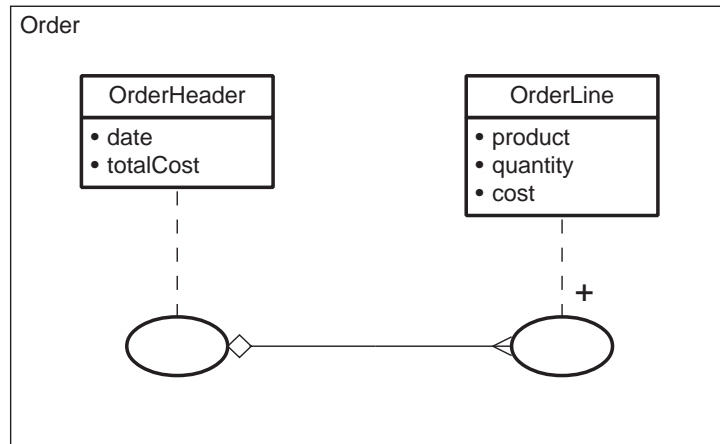 Order
OrderHeader
• date
• totalCost
OrderLine
• product
• quantity
• cost
+